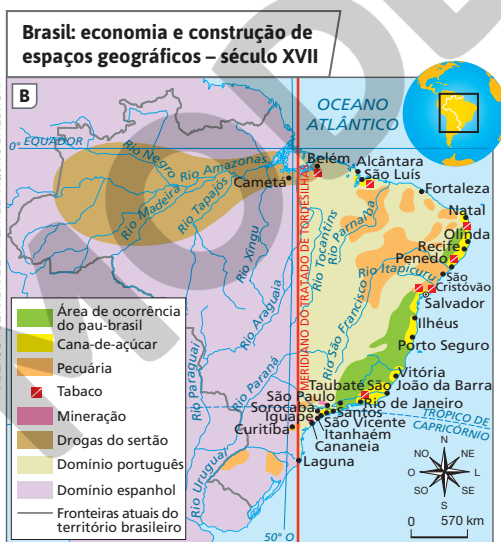 Brasil: economia e construção de
espaços geográficos – século XVII
B
OCEANO
ATLÂNTICO
0° EQUADOR
Rio Negro
Rio Amazonas
Belém
Alcântara
São Luís
Cametá
Fortaleza
Rio Madeira
Rio Tapajós
Rio Xingu
Rio Tocantins
Rio Parnarba
Natal
Olinda
Recife
Penedo
Rio Itapicuru
São
Cristóvão
Salvador
Rio Araguaia
Rio São Francisco
MERIDIANO DO TRATADO DE TORDESILHAS
Ilhéus
Porto Seguro
Rio Paraguai
Rio Paraná
Vitória
Taubaté
São João da Barra
São Paulo
Rio de Janeiro
Sorocaba
Santos
Iguape
São Vicente
TRÓPICO DE
CAPRICÓRNIO
Curitiba
Itanhaém
Cananeia
Laguna
Rio Uruguai
50° O
Área de ocorrência
do pau-brasil
Cana-de-açúcar
Pecuária
Tabaco
Mineração
Drogas do sertão
Domínio português
Domínio espanhol
Fronteiras atuais do
território brasileiro
N
NO
NE
O
L
SO
SE
S
0 570 km
MODE